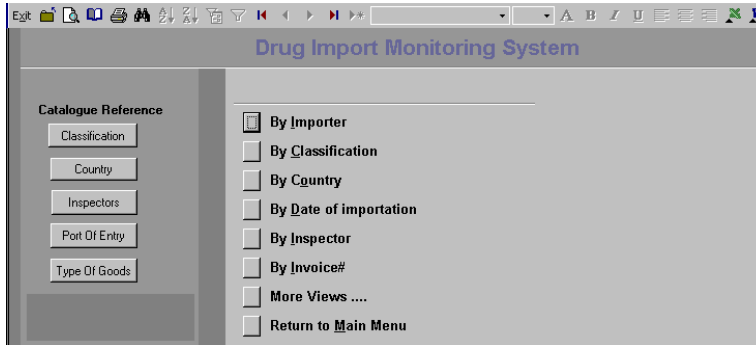 Exit
A B I U
Drug Import Monitoring System
Catalogue Reference
Classification
Country
Inspectors
Port Of Entry
Type Of Goods
By Importer
By Classification
By Country
By Date of importation
By Inspector
By Invoice#
More Views ....
Return to Main Menu